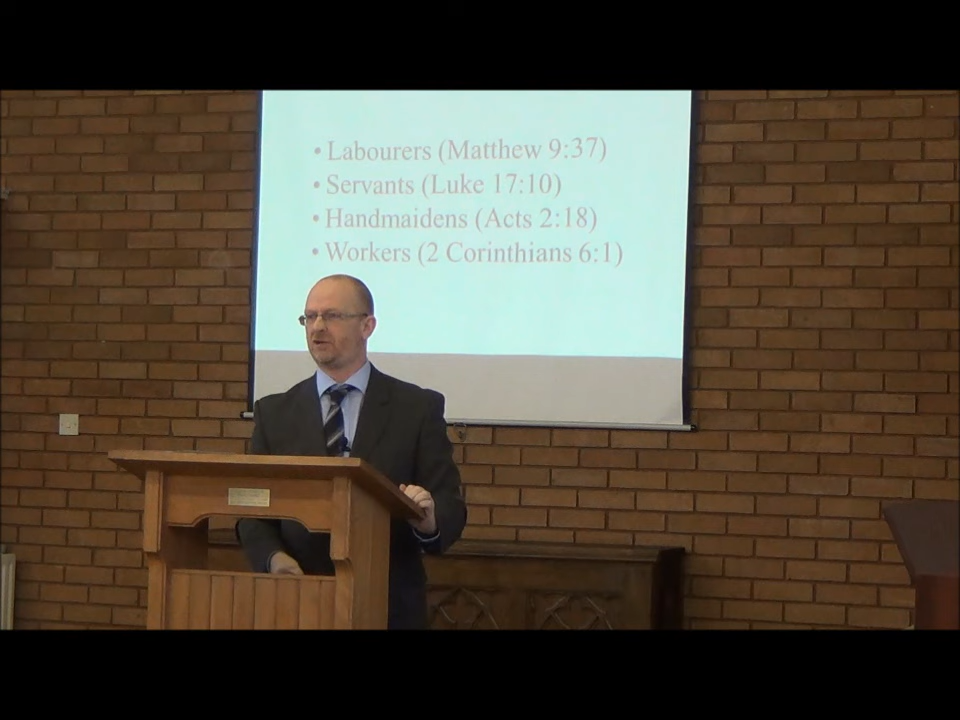 • Labourers (Matthew 9:37)
• Servants (Luke 17:10)
• Handmaidens (Acts 2:18)
• Workers (2 Corinthians 6:1)